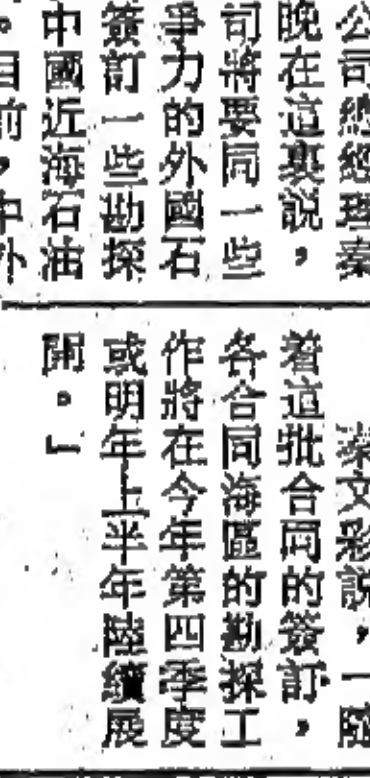 公司總經理秦
晚在這裏說，
司將要同一些
爭力的外國石
簽訂一些勘探
中國近海石油
。目前，中外
秦文彩說，一隨
着這批合同的簽訂，
各合同海區的勘探工
作將在今年第四季度
或明年上半年陸續展
開。」